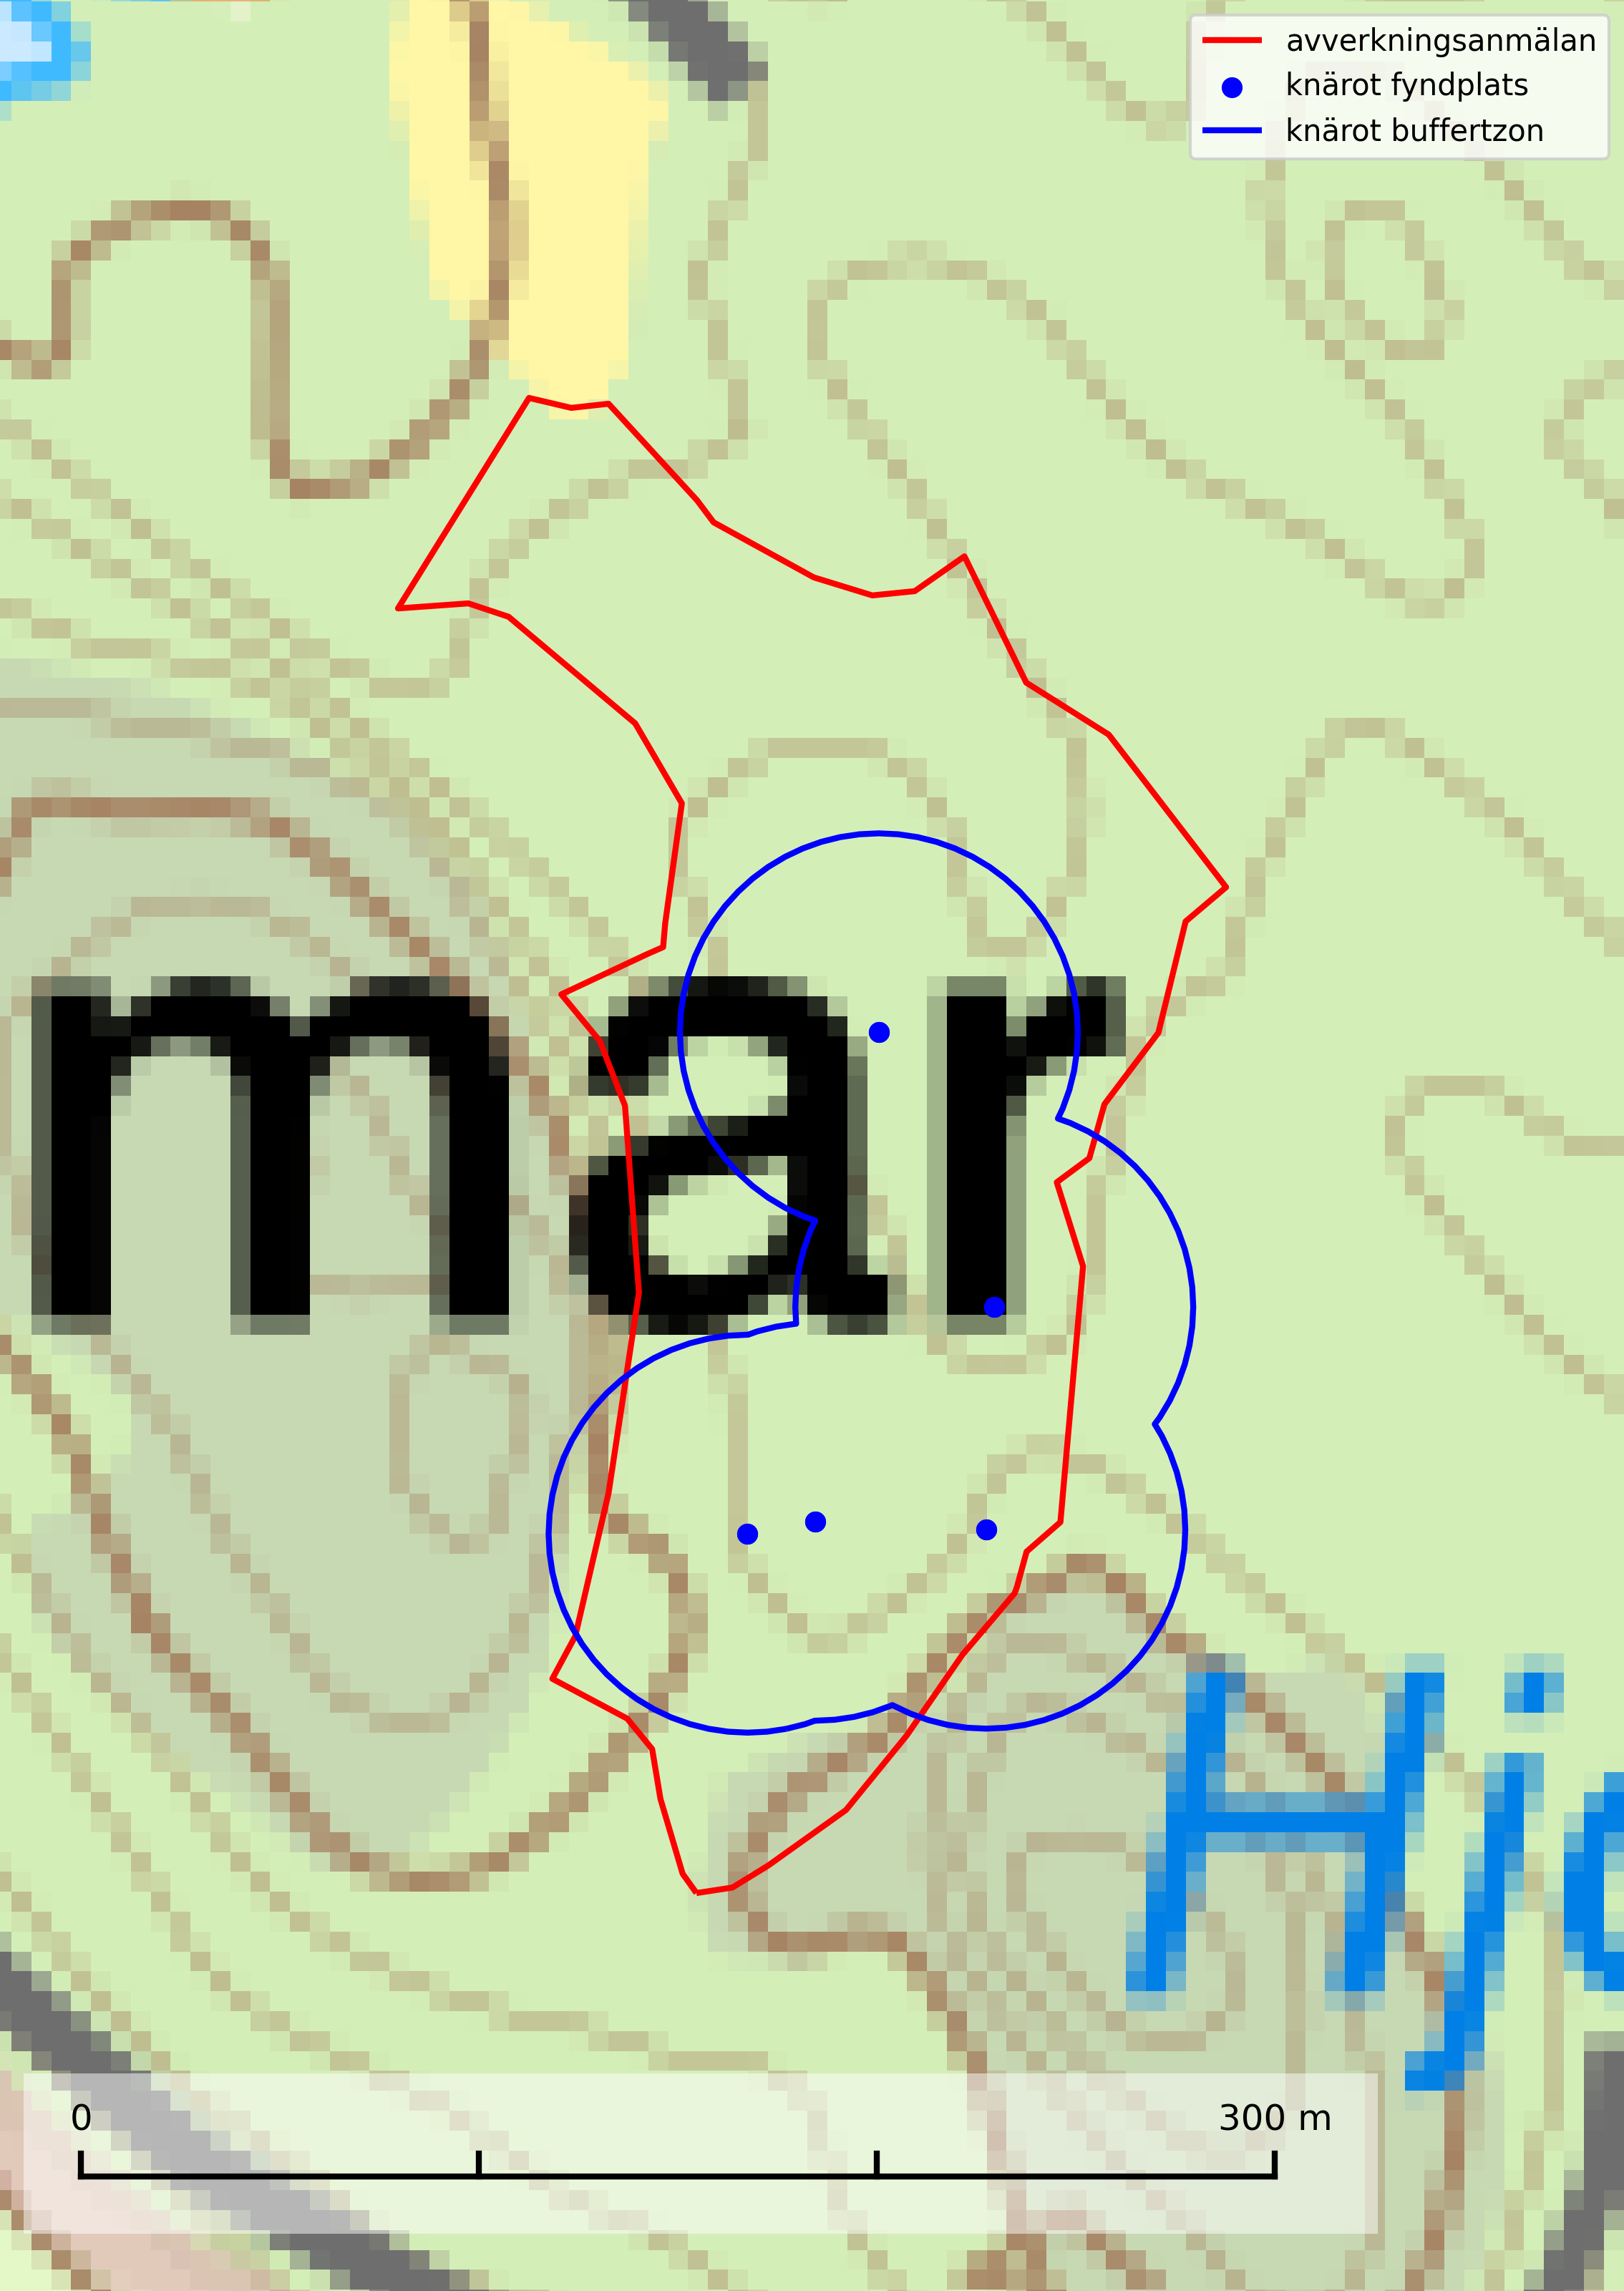 avverkningsanmälan
knärot fyndplats
knärot buffertzon
mar
0
300 m